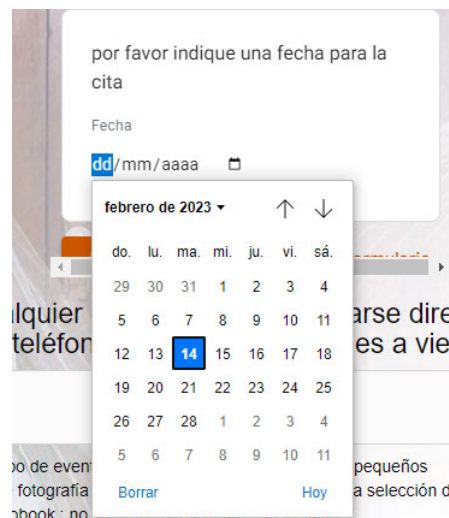 por favor indique una fecha para la
cita
Fecha
dd/mm/aaaa
febrero de 2023
do. lu. ma. mi. ju. vi. sá.
29 30 31 1 2 3 4
5 6 7 8 9 10 11
12 13 14 15 16 17 18
19 20 21 22 23 24 25
26 27 28 1 2 3 4
5 6 7 8 9 10 11
Borrar Hoy
lquier arse dire
teléfon es a vie
po de even pequeños
fotografía a selección d